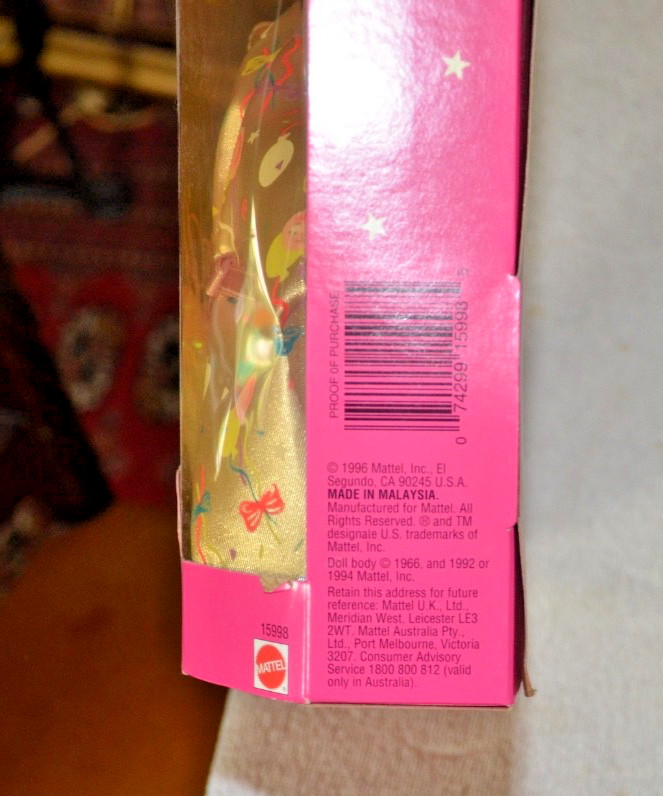 PROOF OF PURCHASE
0 74299 15998 5
© 1996 Mattel, Inc., El
Segundo, CA 90245 U.S.A.
MADE IN MALAYSIA.
Manufactured for Mattel. All
Rights Reserved. ® and TM
designate U.S. trademarks of
Mattel, Inc.
Doll body © 1966, and 1992 or
1994 Mattel, Inc.
Retain this address for future
reference: Mattel U.K., Ltd.,
Meridian West, Leicester LE3
2WT. Mattel Australia Pty.,
Ltd., Port Melbourne, Victoria
3207. Consumer Advisory
Service 1800 800 812 (valid
only in Australia).
15998
MATTEL